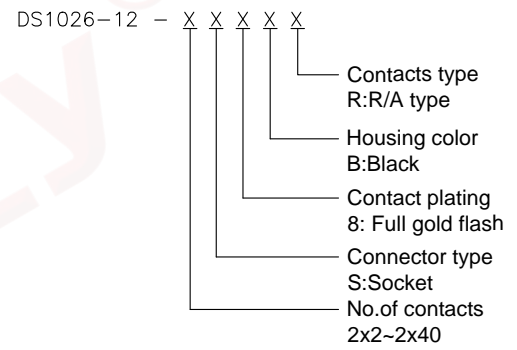 DS1026-12 - X X X X X
Contacts type
R:R/A type
Housing color
B:Black
Contact plating
8: Full gold flash
Connector type
S:Socket
No.of contacts
2x2~2x40